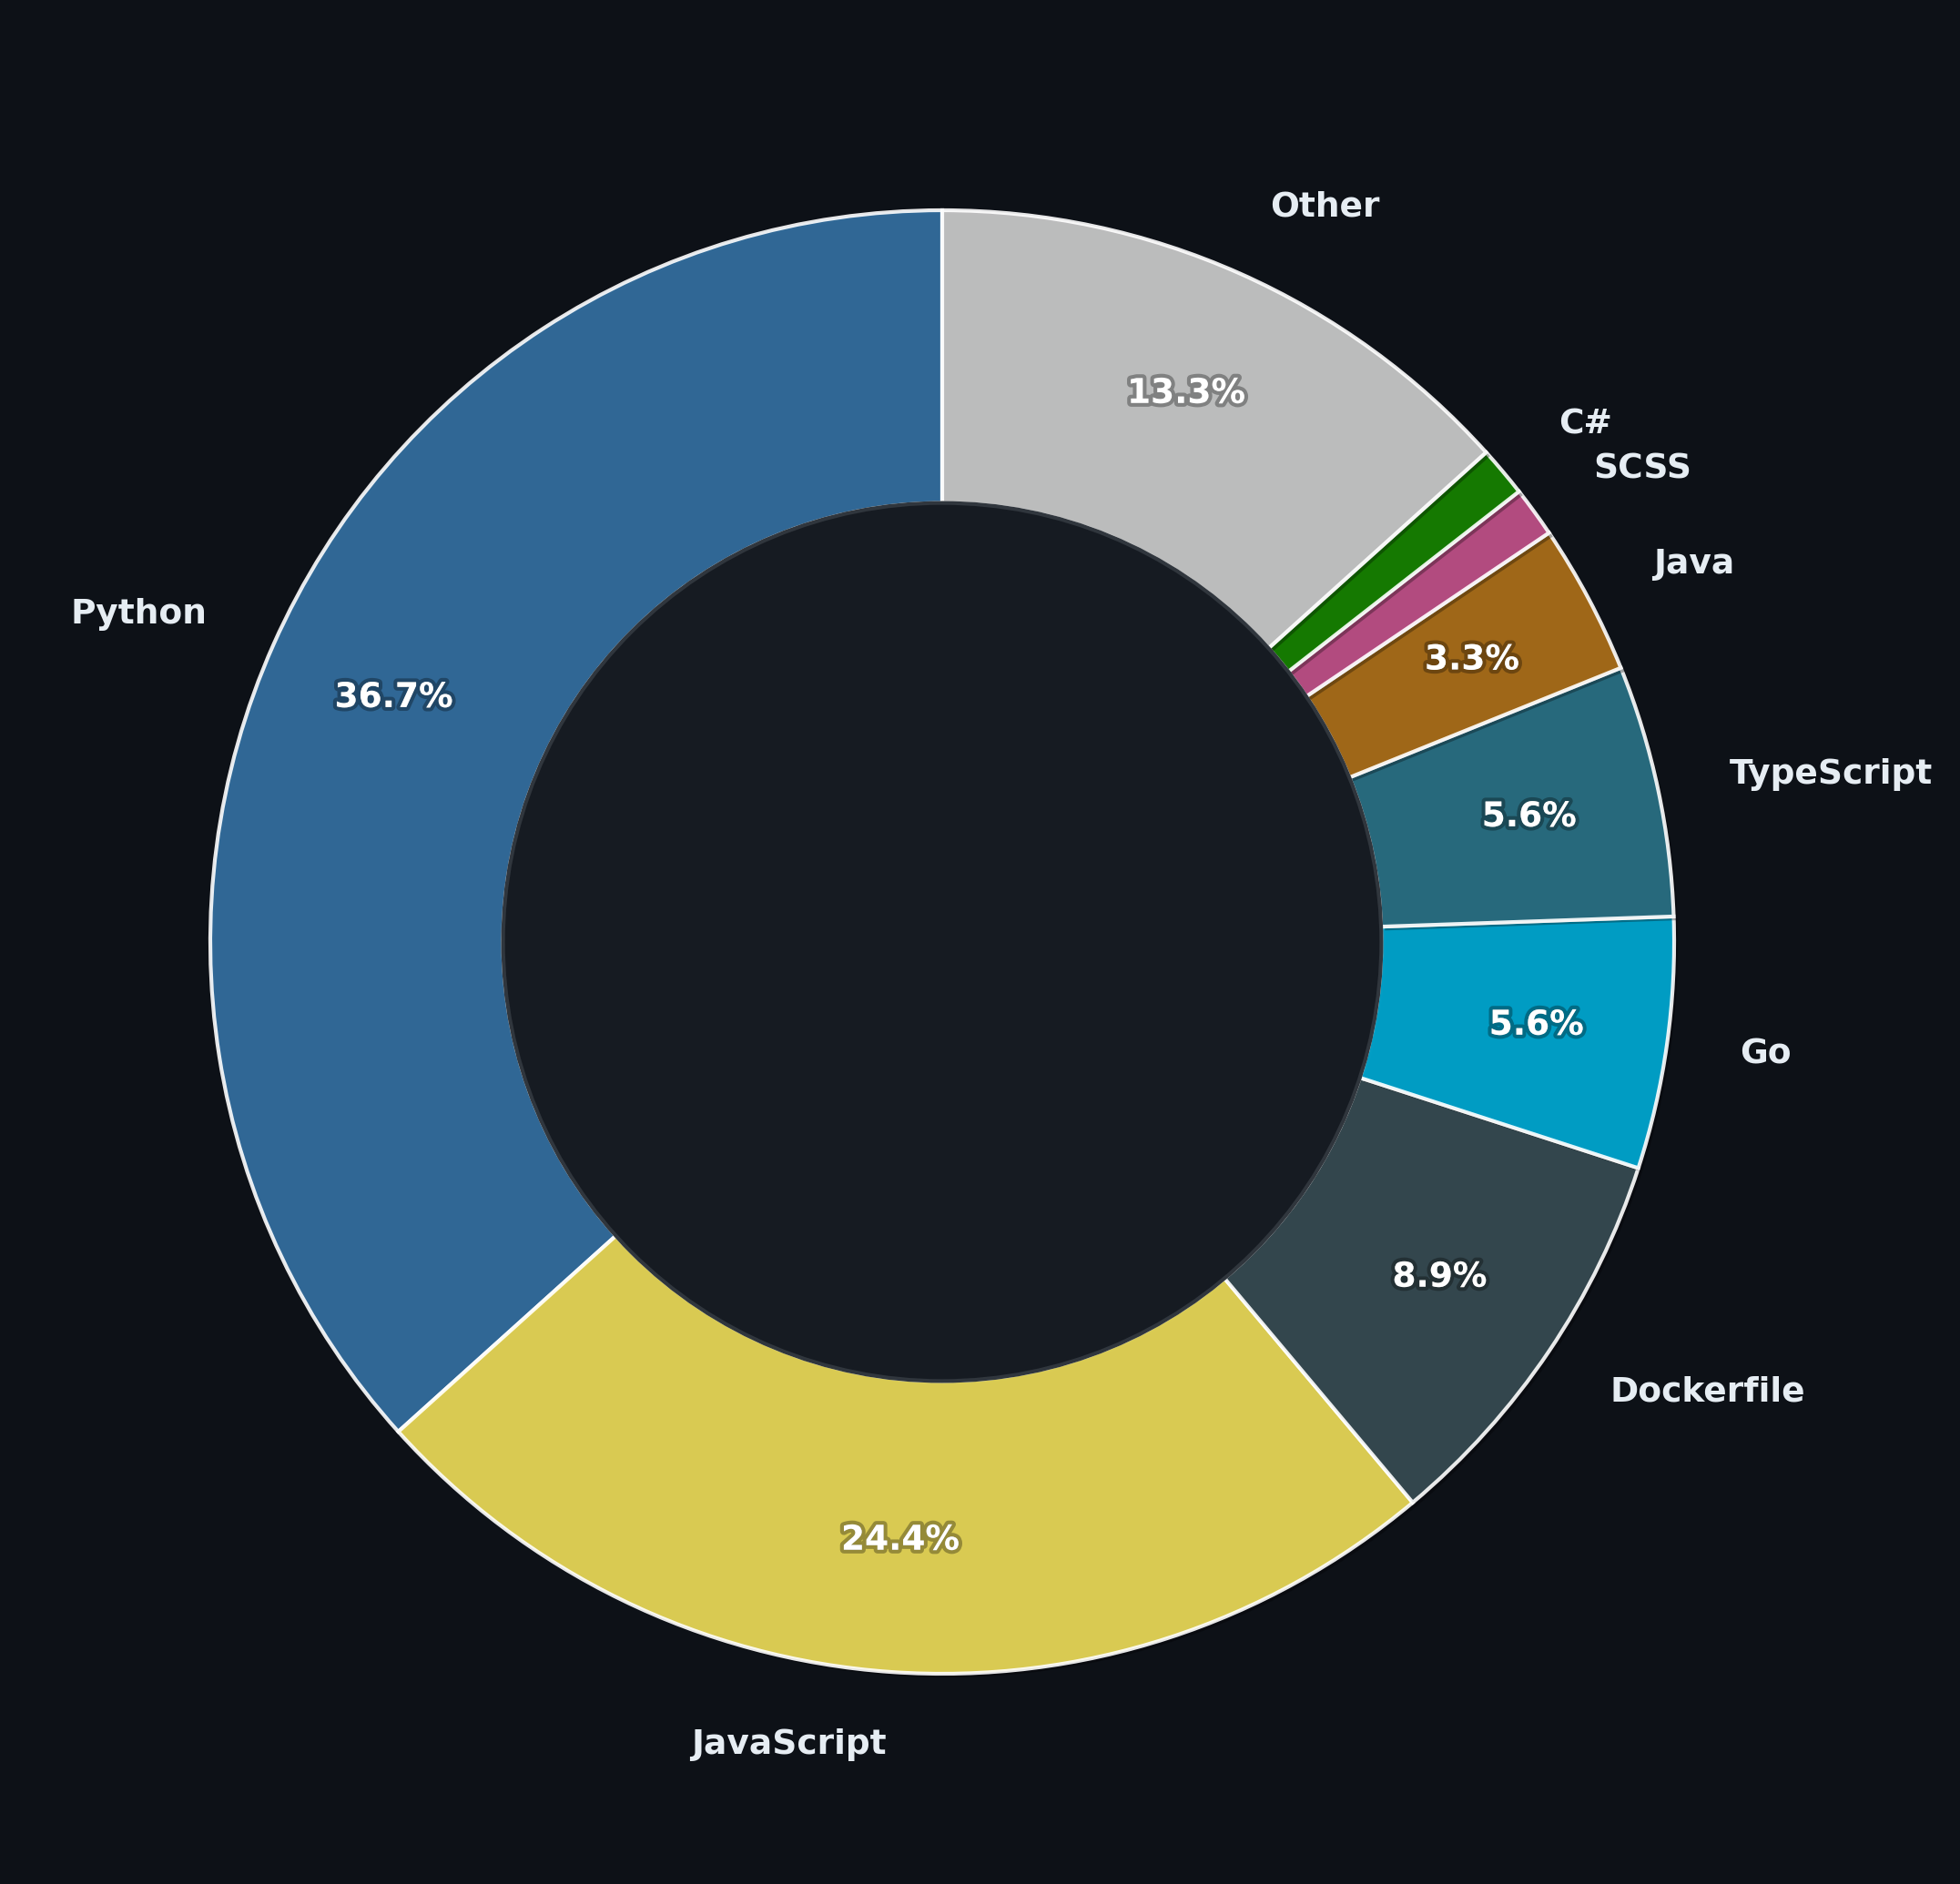 Other
13.3%
C#
SCSS
Java
3.3%
Python
36.7%
TypeScript
5.6%
5.6%
Go
8.9%
Dockerfile
24.4%
JavaScript